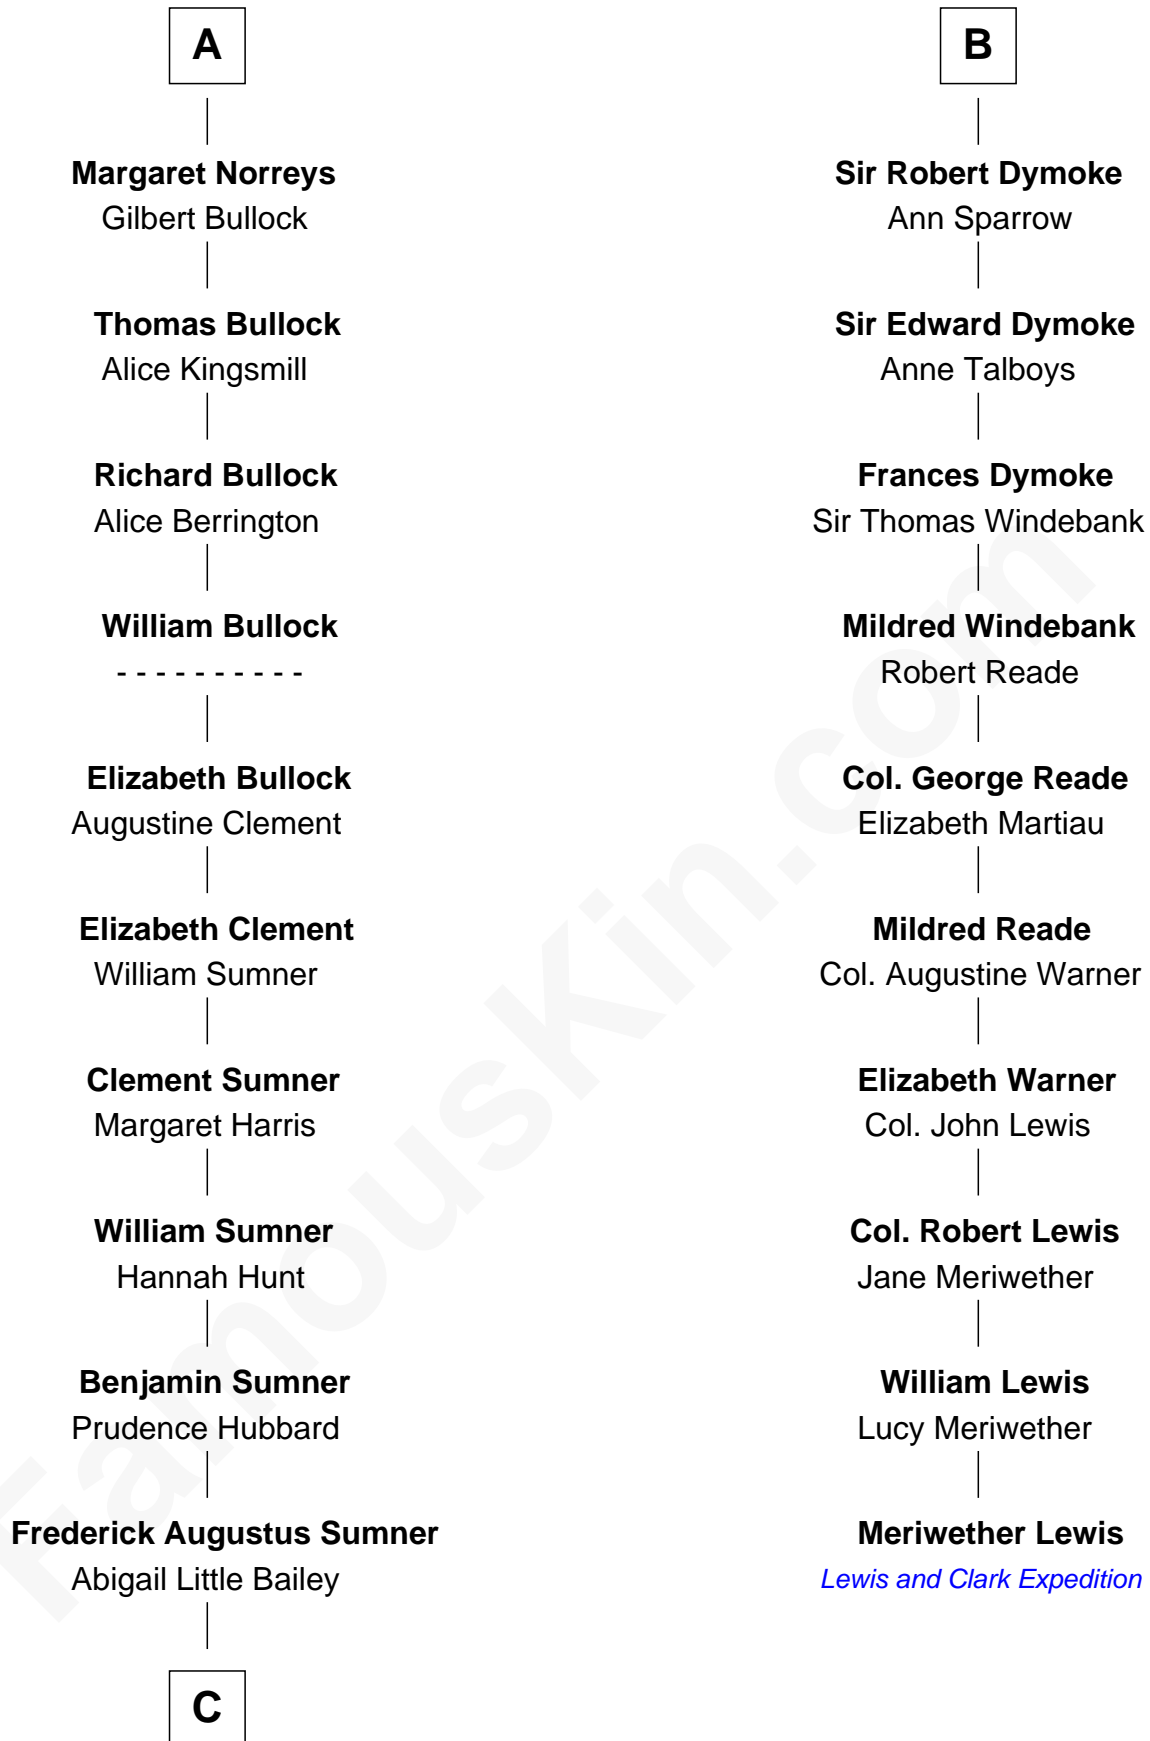 A
Margaret Norreys
Gilbert Bullock
Thomas Bullock
Alice Kingsmill
Richard Bullock
Alice Berrington
William Bullock
- - - - - - - - - -
Elizabeth Bullock
Augustine Clement
Elizabeth Clement
William Sumner
Clement Sumner
Margaret Harris
William Sumner
Hannah Hunt
Benjamin Sumner
Prudence Hubbard
Frederick Augustus Sumner
Abigail Little Bailey
C
B
Sir Robert Dymoke
Ann Sparrow
Sir Edward Dymoke
Anne Talboys
Frances Dymoke
Sir Thomas Windebank
Mildred Windebank
Robert Reade
Col. George Reade
Elizabeth Martiau
Mildred Reade
Col. Augustine Warner
Elizabeth Warner
Col. John Lewis
Col. Robert Lewis
Jane Meriwether
William Lewis
Lucy Meriwether
Meriwether Lewis
Lewis and Clark Expedition
FamousKin.com